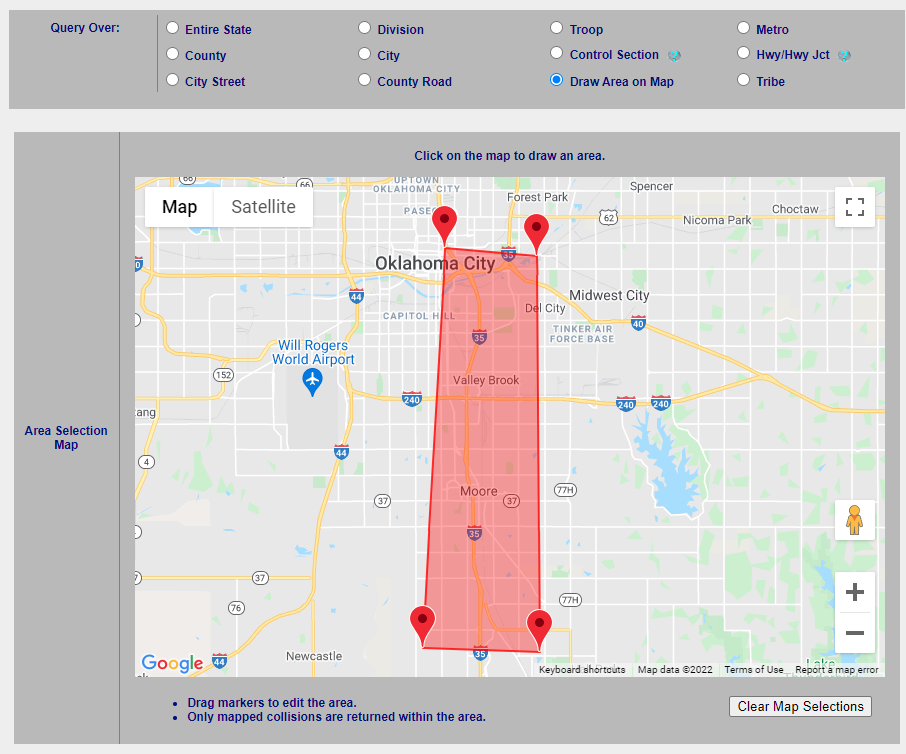 Query Over:
Entire State
Division
Troop
Metro
County
City
Control Section
Hwy/Hwy Jct
City Street
County Road
Draw Area on Map
Tribe
Click on the map to draw an area.
Area Selection
Map
Map
Satellite
66
66
UPTOWN
OKLAHOMA CITY
PASEO
Forest Park
Spencer
62
Nicoma Park
Choctaw
35
Oklahoma City
44
Midwest City
Del City
CAPITOL HILL
40
TINKER AIR
FORCE BASE
35
Will Rogers
World Airport
152
Valley Brook
240
240
240
44
4
Moore
77H
37
37
35
37
76
77H
Newcastle
Google
44
35
Keyboard shortcuts
Map data ©2022
Terms of Use
Report a map error
Drag markers to edit the area.
Only mapped collisions are returned within the area.
Clear Map Selections